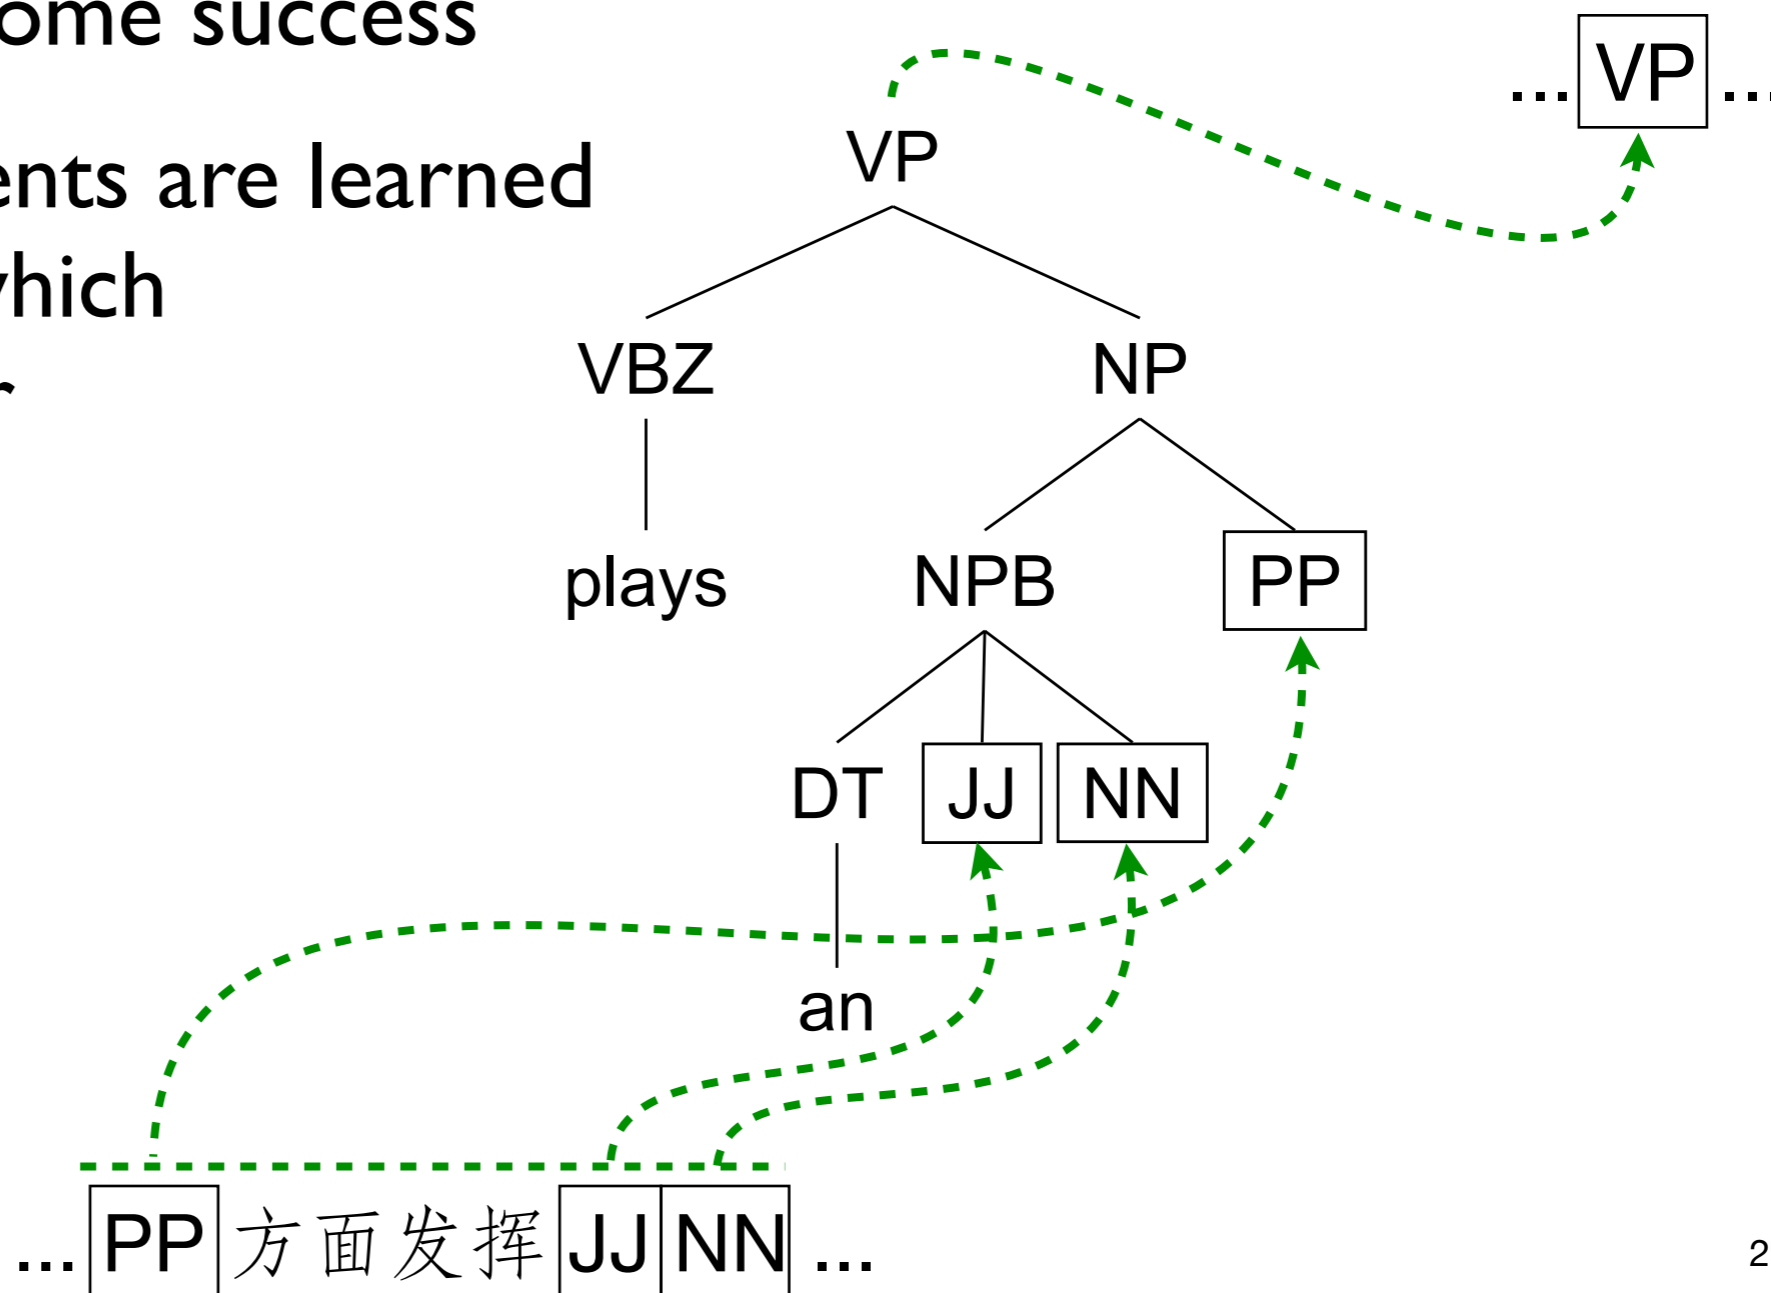 ome success
... VP ...
VP
ents are learned
which
r
VBZ NP
plays NPB PP
DT JJ NN
an
... PP 方面发挥 JJ NN ...
2